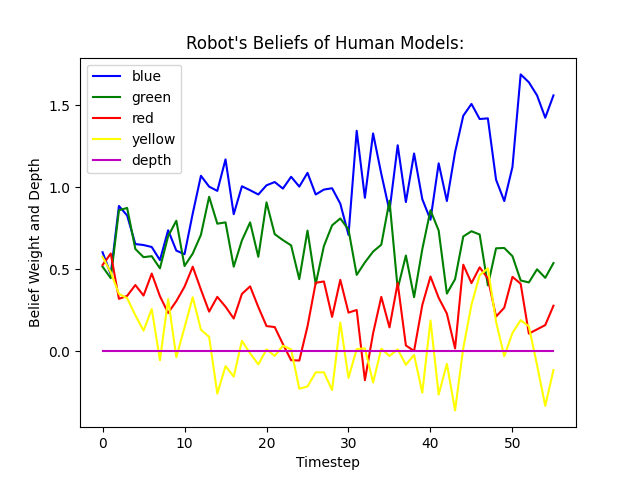 Robot's Beliefs of Human Models:
blue
green
red
yellow
depth
Belief Weight and Depth
1.5
1.0
0.5
0.0
0 10 20 30 40 50
Timestep